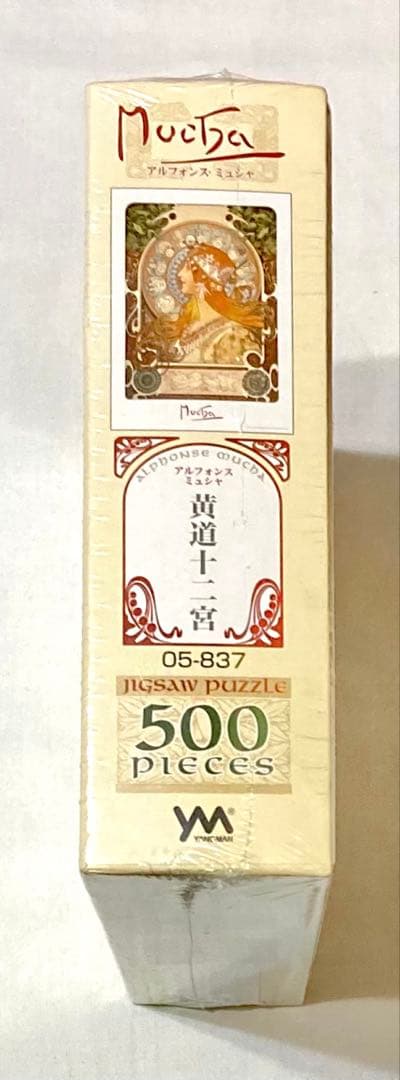 Mucha
アルフォンス・ミュシャ
Mucha
ALPHONSE MUCHA
アルフォンス
ミュシャ
黄道十二宮
05-837
JIGSAW PUZZLE
500
PIECES
YM®
YANOMAN